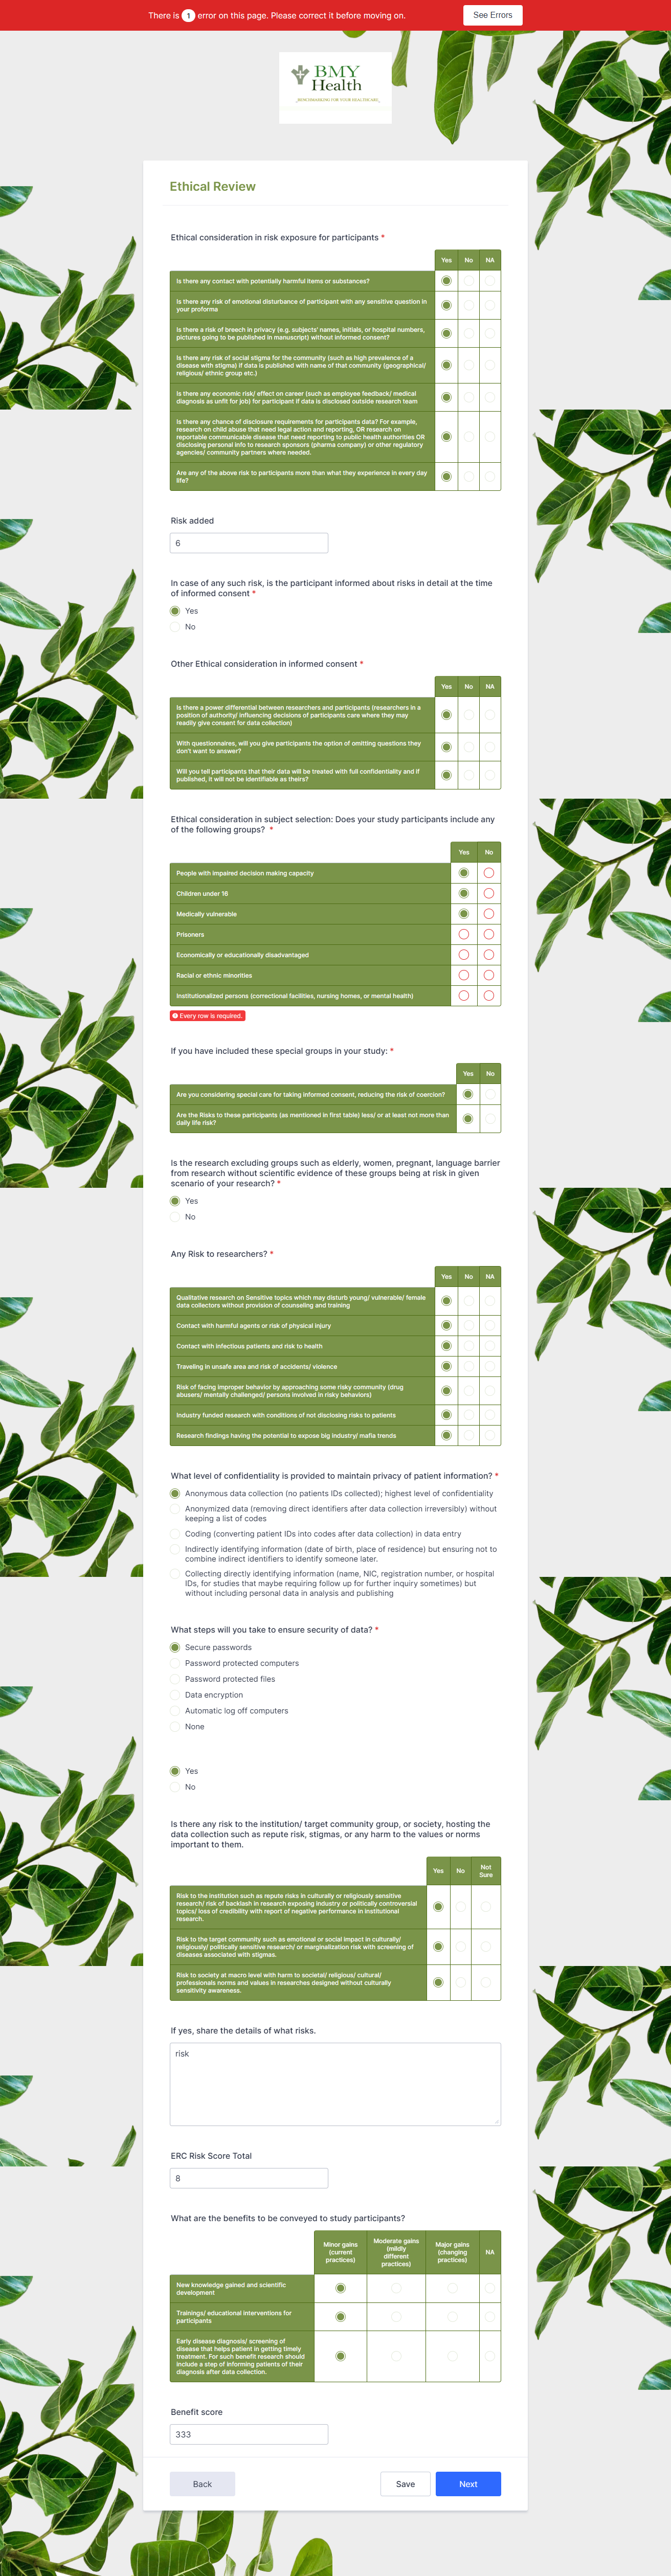 There is 1 error on this page. Please correct it before moving on.
See Errors
BMY
Health
Ethical Review
Ethical consideration in risk exposure for participants *
Yes No NA
Is there any contact with potentially harmful items or substances?
Is there any risk of emotional disturbance of participant with any sensitive question in
your proforma
Is there a risk of breech in privacy (e.g. subjects' names, initials, or hospital numbers,
pictures going to be published in manuscript) without informed consent?
Is there any risk of social stigma for the community (such as high prevalence of a
disease with stigma) if data is published with name of that community (geographical/
religious/ ethnic group etc.)
Is there any economic risk/ effect on career (such as employee feedback/ medical
diagnosis as unfit for job) for participant if data is disclosed outside research team
Is there any chance of disclosure requirements for participants data? For example,
research on child abuse that need legal action and reporting, OR research on
reportable communicable disease that need reporting to public health authorities OR
disclosing personal info to research sponsors (pharma company) or other regulatory
agencies/ community partners where needed.
Are any of the above risk to participants more than what they experience in every day
life?
Risk added
6
In case of any such risk, is the participant informed about risks in detail at the time
of informed consent *
Yes
No
Other Ethical consideration in informed consent *
Yes No NA
Is there a power differential between researchers and participants (researchers in a
position of authority/ influencing decisions of participants care where they may
readily give consent for data collection)
With questionnaires, will you give participants the option of omitting questions they
don't want to answer?
Will you tell participants that their data will be treated with full confidentiality and if
published, it will not be identifiable as theirs?
Ethical consideration in subject selection: Does your study participants include any
of the following groups? *
Yes No
People with impaired decision making capacity
Children under 16
Medically vulnerable
Prisoners
Economically or educationally disadvantaged
Racial or ethnic minorities
Institutionalized persons (correctional facilities, nursing homes, or mental health)
Every row is required.
If you have included these special groups in your study: *
Yes No
Are you considering special care for taking informed consent, reducing the risk of coercion?
Are the Risks to these participants (as mentioned in first table) less/ or at least not more than
daily life risk?
Is the research excluding groups such as elderly, women, pregnant, language barrier
from research without scientific evidence of these groups being at risk in given
scenario of your research? *
Yes
No
Any Risk to researchers? *
Yes No NA
Qualitative research on Sensitive topics which may disturb young/ vulnerable/ female
data collectors without provision of counseling and training
Contact with harmful agents or risk of physical injury
Contact with infectious patients and risk to health
Traveling in unsafe area and risk of accidents/ violence
Risk of facing improper behavior by approaching some risky community (drug
abusers/ mentally challenged/ persons involved in risky behaviors)
Industry funded research with conditions of not disclosing risks to patients
Research findings having the potential to expose big industry/ mafia trends
What level of confidentiality is provided to maintain privacy of patient information? *
Anonymous data collection (no patients IDs collected); highest level of confidentiality
Anonymized data (removing direct identifiers after data collection irreversibly) without
keeping a list of codes
Coding (converting patient IDs into codes after data collection) in data entry
Indirectly identifying information (date of birth, place of residence) but ensuring not to
combine indirect identifiers to identify someone later.
Collecting directly identifying information (name, NIC, registration number, or hospital
IDs, for studies that maybe requiring follow up for further inquiry sometimes) but
without including personal data in analysis and publishing
What steps will you take to ensure security of data? *
Secure passwords
Password protected computers
Password protected files
Data encryption
Automatic log off computers
None
Yes
No
Is there any risk to the institution/ target community group, or society, hosting the
data collection such as repute risk, stigmas, or any harm to the values or norms
important to them.
Yes No Not
Sure
Risk to the institution such as repute risks in culturally or religiously sensitive
research/ risk of backlash in research exposing industry or politically controversial
topics/ loss of credibility with report of negative performance in institutional
research.
Risk to the target community such as emotional or social impact in culturally/
religiously/ politically sensitive research/ or marginalization risk with screening of
diseases associated with stigmas.
Risk to society at macro level with harm to societal/ religious/ cultural/
professionals norms and values in researches designed without culturally
sensitivity awareness.
If yes, share the details of what risks.
risk
ERC Risk Score Total
8
What are the benefits to be conveyed to study participants?
Minor gains
(current
practices)
Moderate gains
(mildly
different
practices)
Major gains
(changing
practices)
NA
New knowledge gained and scientific
development
Trainings/ educational interventions for
participants
Early disease diagnosis/ screening of
disease that helps patient in getting timely
treatment. For such benefit research should
include a step of informing patients of their
diagnosis after data collection.
Benefit score
333
Back
Save
Next